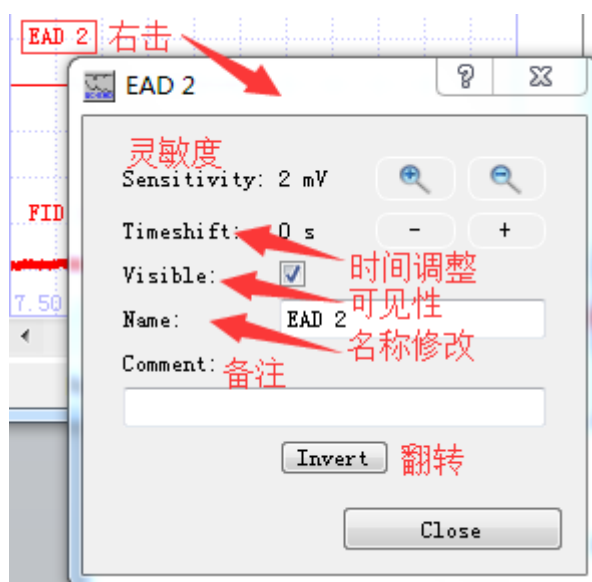 EAD 2 右击
EAD 2
灵敏度
Sensitivity: 2 mV
FID
Timeshift: 0 s - +
时间调整
Visible:
可见性
7.50
Name: EAD 2
名称修改
Comment: 备注
Invert 翻转
Close